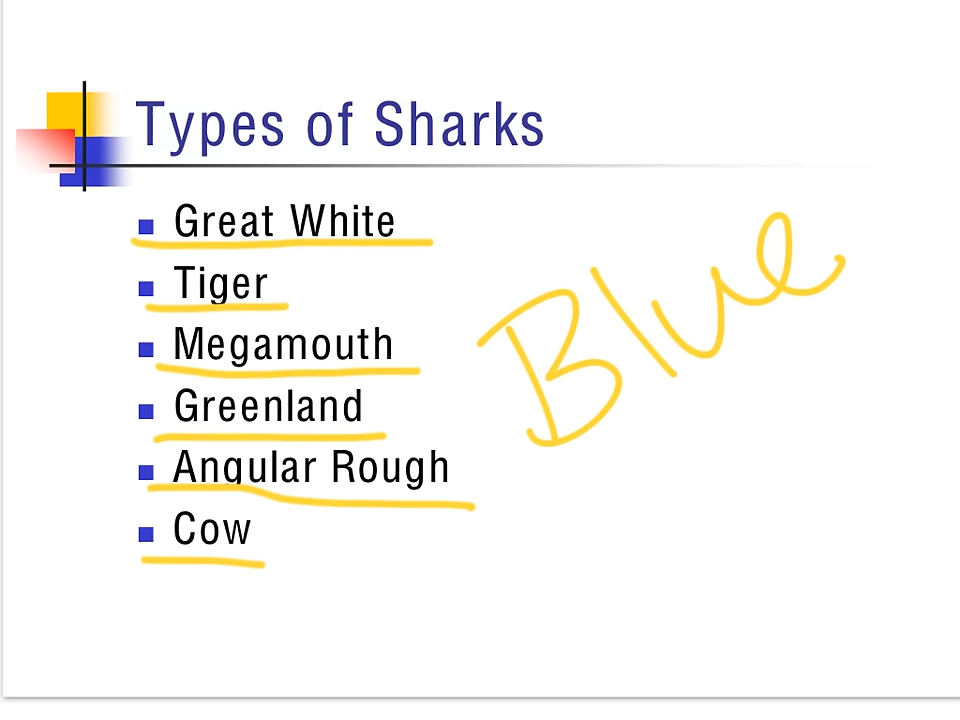 Types of Sharks
Great White
Tiger
Megamouth
Greenland
Angular Rough
Cow
Blue